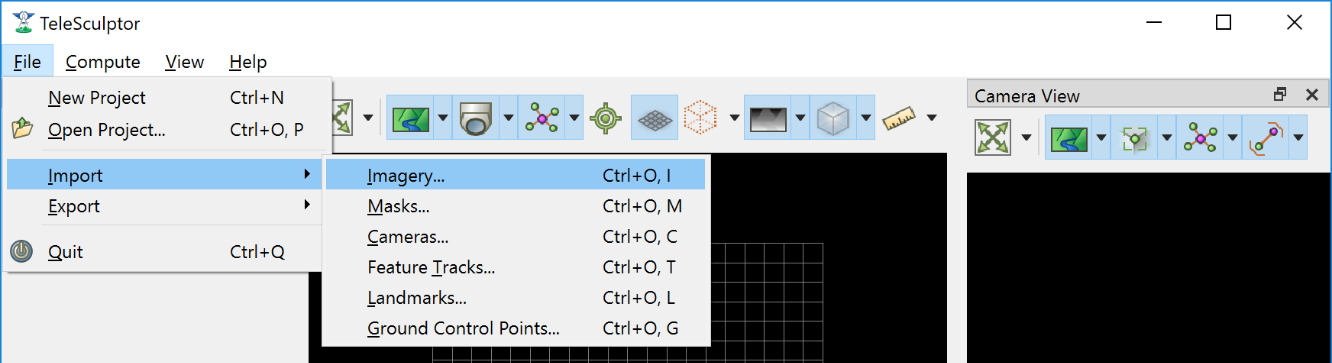 TeleSculptor
File Compute View Help
New Project Ctrl+N
Open Project... Ctrl+O, P
Camera View
Import
Export
Quit Ctrl+Q
Imagery... Ctrl+O, I
Masks... Ctrl+O, M
Cameras... Ctrl+O, C
Feature Tracks... Ctrl+O, T
Landmarks... Ctrl+O, L
Ground Control Points... Ctrl+O, G